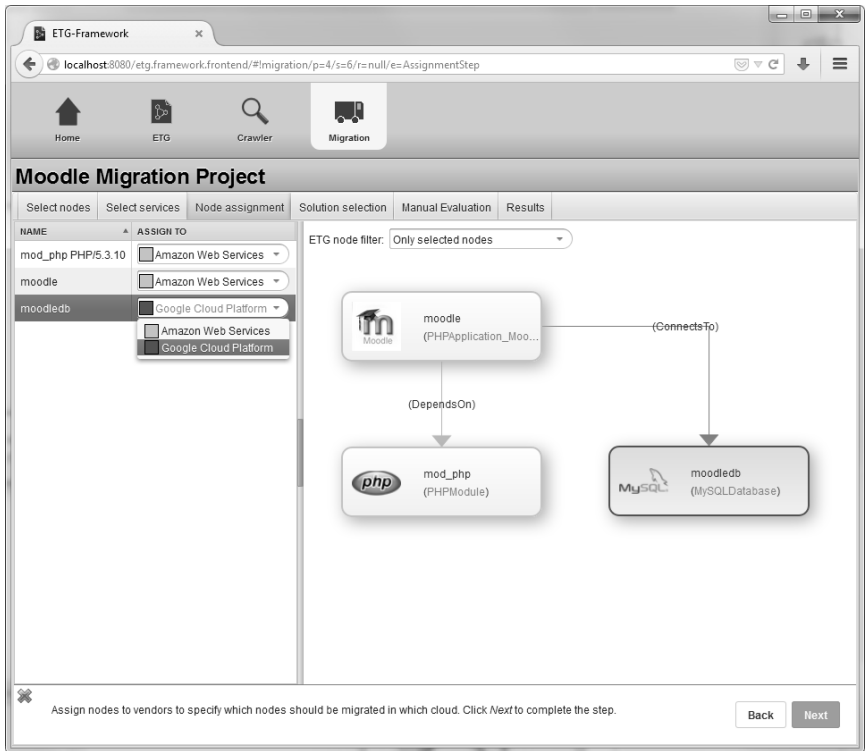 ETG-Framework
localhost:8080/etg.framework.frontend/#!migration/p=4/s=6/r=null/e=AssignmentStep
Home ETG Crawler Migration
Moodle Migration Project
Select nodes Select services Node assignment Solution selection Manual Evaluation Results
NAME ASSIGN TO
mod_php PHP/5.3.10 Amazon Web Services
moodle Amazon Web Services
moodledb Google Cloud Platform
Amazon Web Services
Google Cloud Platform
ETG node filter: Only selected nodes
Moodle
moodle
(PHPApplication_Moo...
(ConnectsTo)
(DependsOn)
php
mod_php
(PHPModule)
MySQL
moodledb
(MySQLDatabase)
Assign nodes to vendors to specify which nodes should be migrated in which cloud. Click Next to complete the step.
Back Next